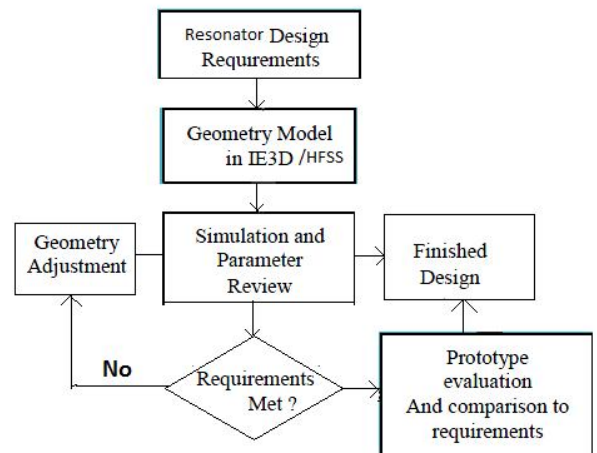 Resonator Design
Requirements
Geometry Model
in IE3D /HFSS
Geometry
Adjustment
Simulation and
Parameter
Review
Finished
Design
No
Requirements
Met ?
Prototype
evaluation
And comparison to
requirements